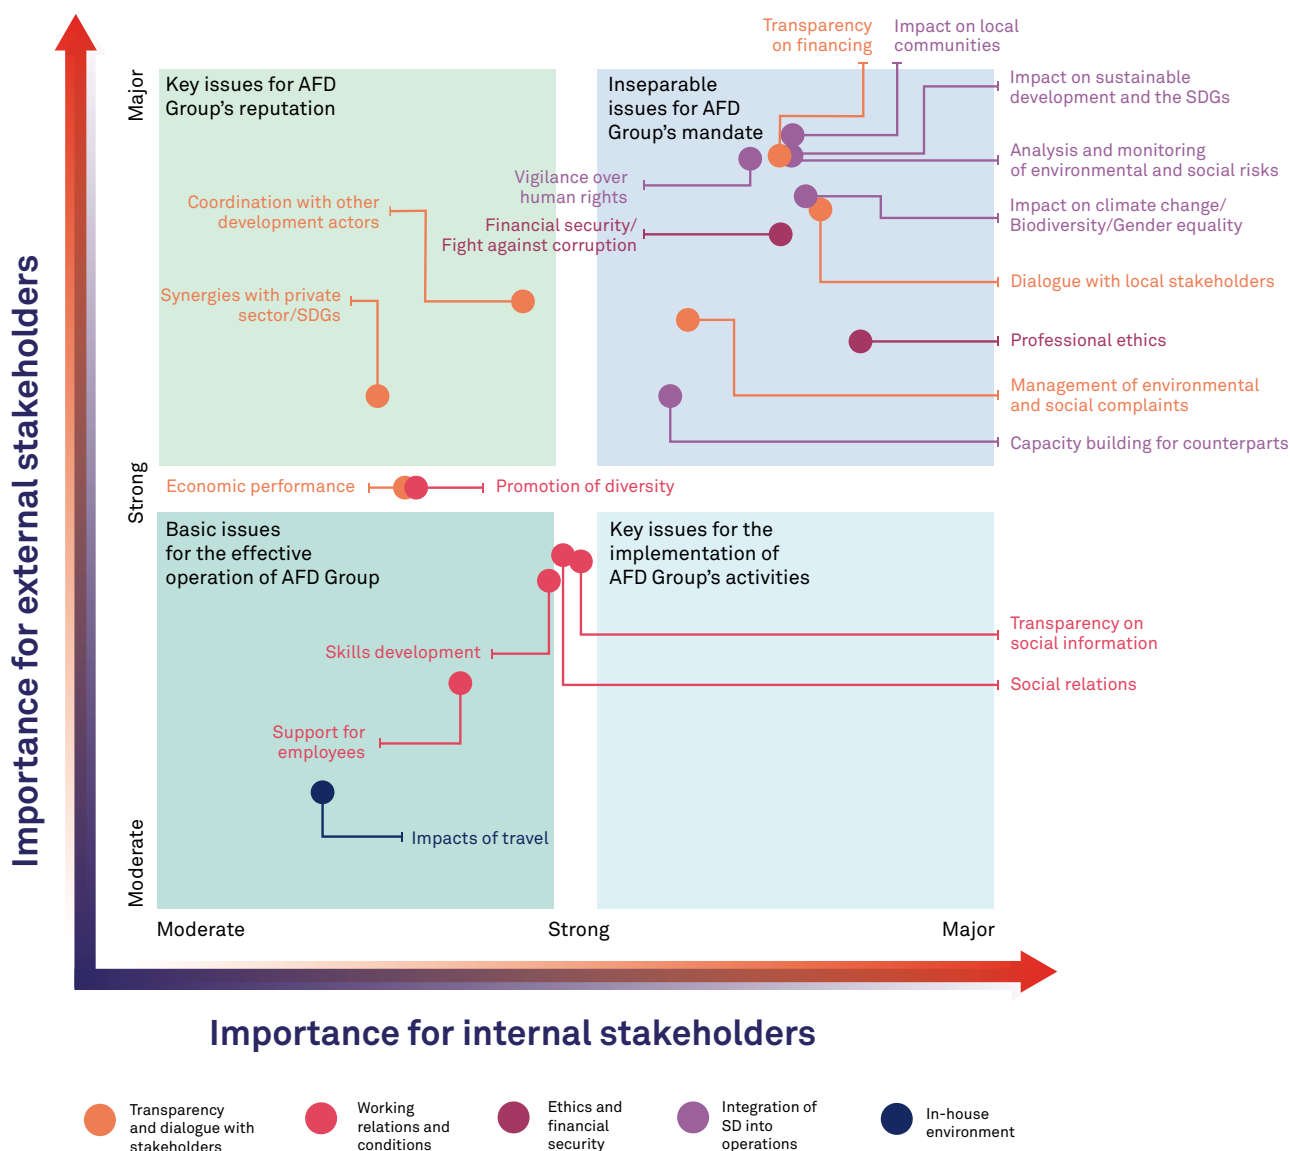 Transparency
on financing
Impact on local
communities
Major
Key issues for AFD
Group's reputation
Inseparable
issues for AFD
Group's mandate
Impact on sustainable
development and the SDGs
Analysis and monitoring
of environmental and social risks
Vigilance over
human rights
Coordination with other
development actors
Impact on climate change/
Biodiversity/Gender equality
Financial security/
Fight against corruption
Dialogue with local stakeholders
Synergies with private
sector/SDGs
Professional ethics
Management of environmental
and social complaints
Capacity building for counterparts
Importance for external stakeholders
Strong
Economic performance
Promotion of diversity
Basic issues
for the effective
operation of AFD Group
Key issues for the
implementation of
AFD Group's activities
Transparency on
social information
Skills development
Social relations
Support for
employees
Impacts of travel
Moderate
Moderate
Strong
Major
Importance for internal stakeholders
Transparency
and dialogue with
stakeholders
Working
relations and
conditions
Ethics and
financial
security
Integration of
SD into
operations
In-house
environment